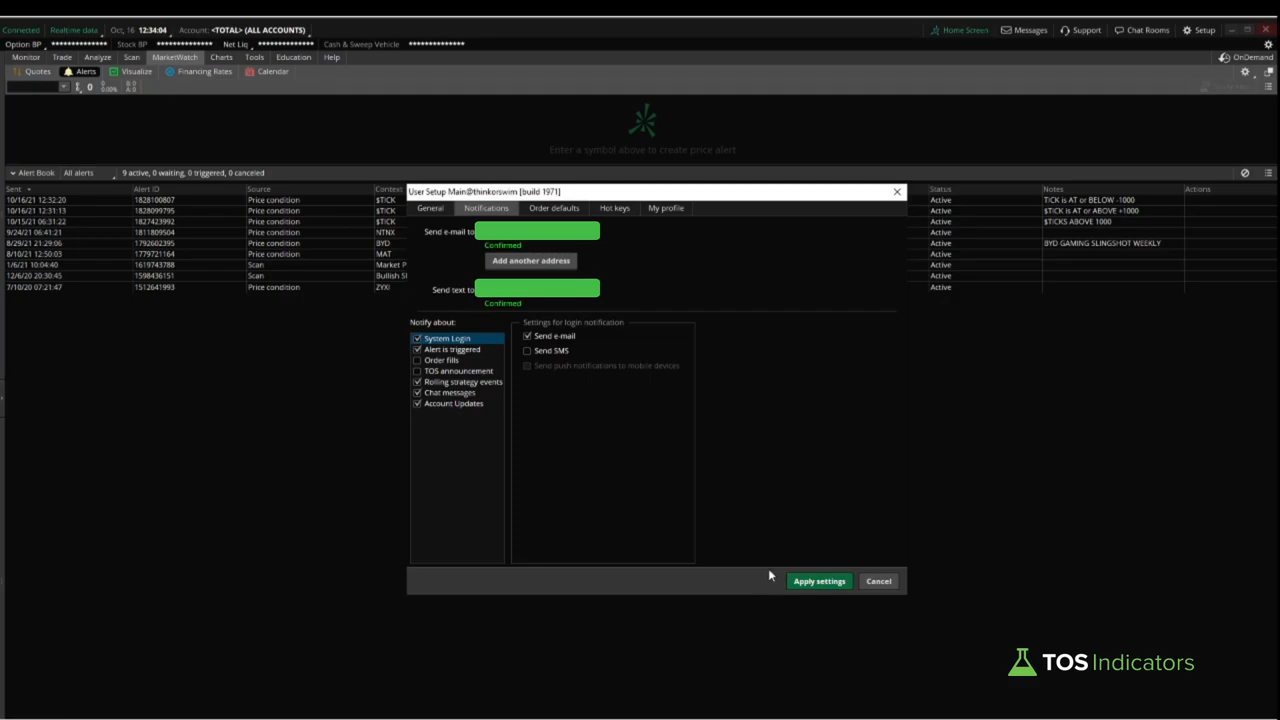 Connected Realtime data Oct, 16 12:34:04 Account: <TOTAL> (ALL ACCOUNTS) Home Screen Messages Support Chat Rooms Setup
Option BP ************** Stock BP ************** Net Liq ************** Cash & Sweep Vehicle **************
Monitor Trade Analyze Scan MarketWatch Charts Tools Education Help OnDemand
Quotes Alerts Visualize Financing Rates Calendar
0 0 0.00% B: 0 A: 0
Enter a symbol above to create price alert
Alert Book All alerts 9 active, 0 waiting, 0 triggered, 0 canceled
Sent Alert ID Source Context Status Notes Actions
10/16/21 12:32:20 1828100807 Price condition $TICK Active TICK is AT or BELOW -1000
10/16/21 12:31:13 1828099795 Price condition $TICK Active $TICK is AT or ABOVE +1000
10/15/21 06:31:22 1827423992 Price condition $TICK Active $TICKS ABOVE 1000
9/24/21 06:41:21 1811809504 Price condition NTNX Active
8/29/21 21:29:06 1792602395 Price condition BYD Active BYD GAMING SLINGSHOT WEEKLY
8/10/21 12:50:03 1779721164 Price condition MAT Active
1/6/21 10:04:40 1619743788 Scan Market P Active
12/6/20 20:30:45 1598436151 Scan Bullish S Active
7/10/20 07:21:47 1512641993 Price condition ZYXI Active
User Setup Main@thinkorswim [build 1971]
General Notifications Order defaults Hot keys My profile
Send e-mail to
Confirmed
Add another address
Send text to
Confirmed
Notify about:
System Login
Alert is triggered
Order fills
TOS announcement
Rolling strategy events
Chat messages
Account Updates
Settings for login notification
Send e-mail
Send SMS
Send push notifications to mobile devices
Apply settings Cancel
TOS Indicators